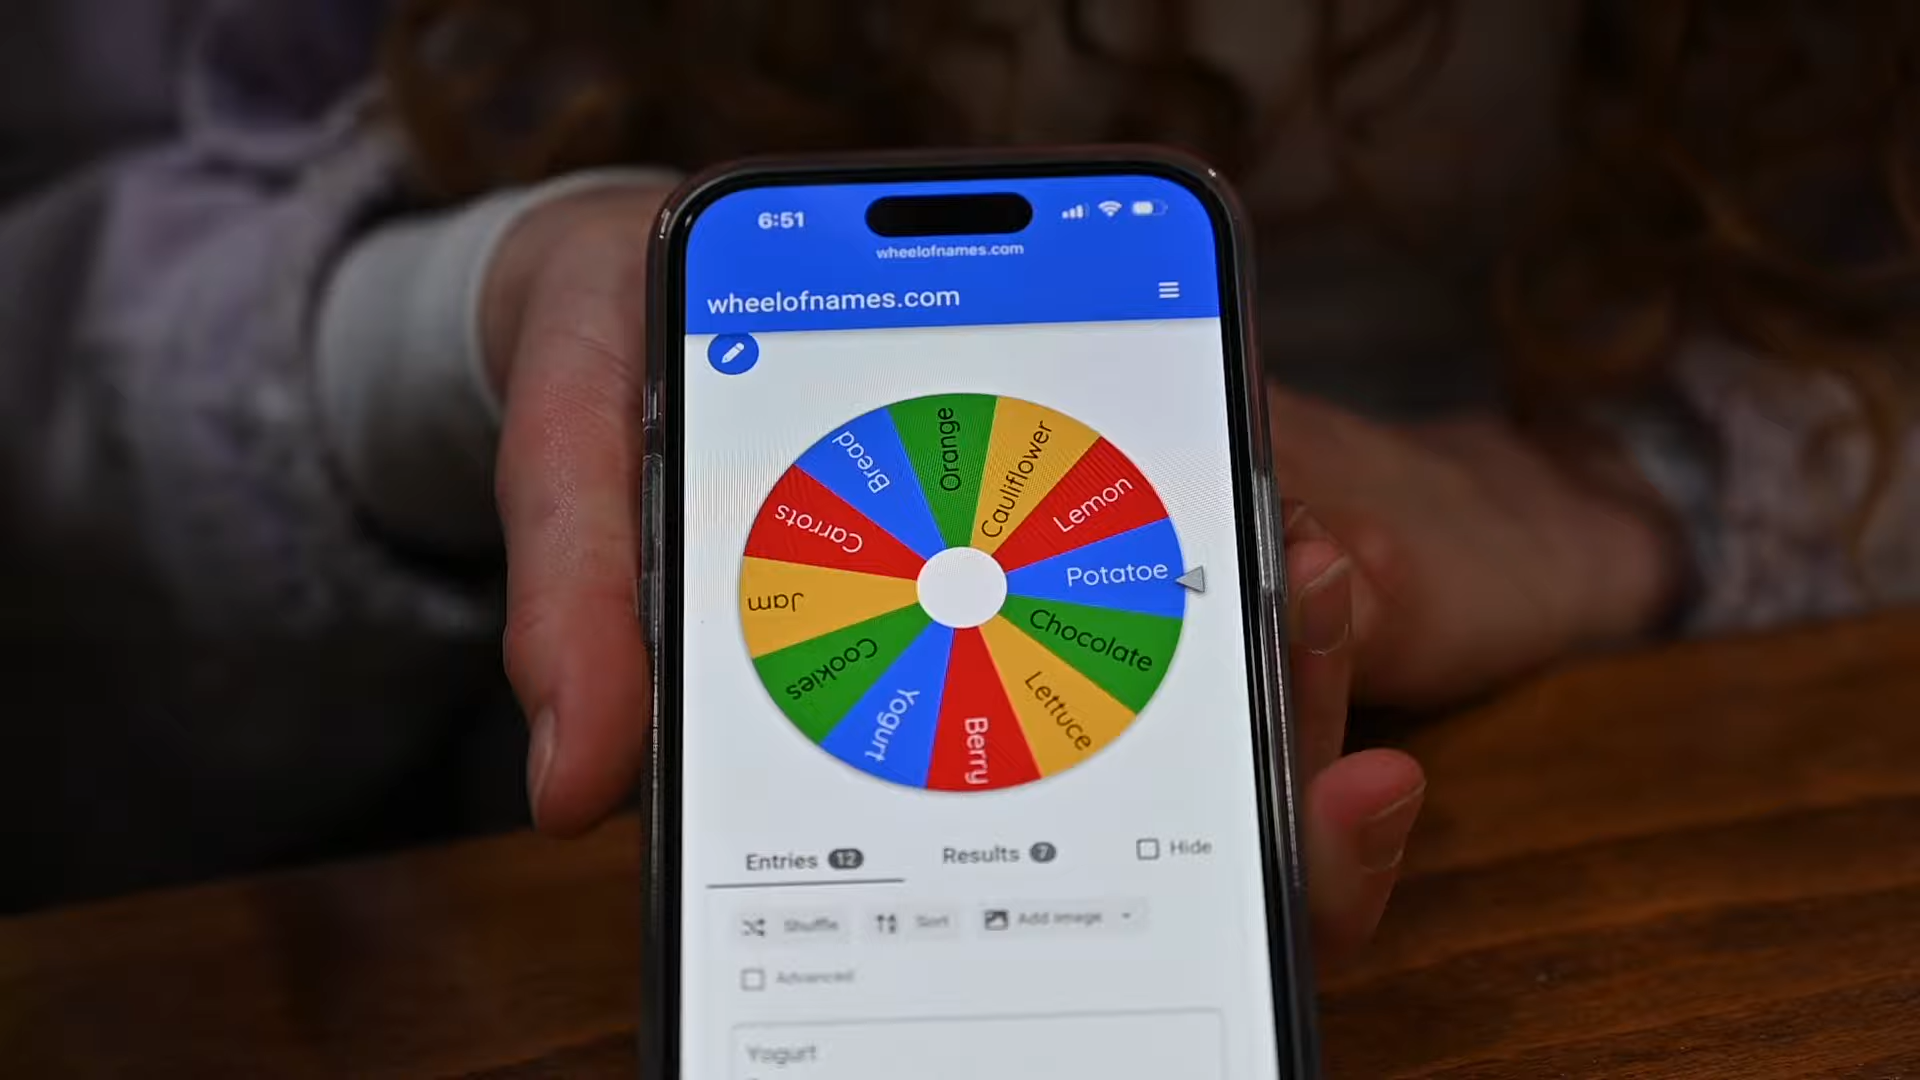 6:51
wheelofnames.com
wheelofnames.com
Orange
Cauliflower
Lemon
Potatoe
Chocolate
Lettuce
Berry
Yogurt
Cookies
Jam
Carrots
Bread
Entries 12 Results 7 Hide
Shuffle Sort Add image
Advanced
Yogurt